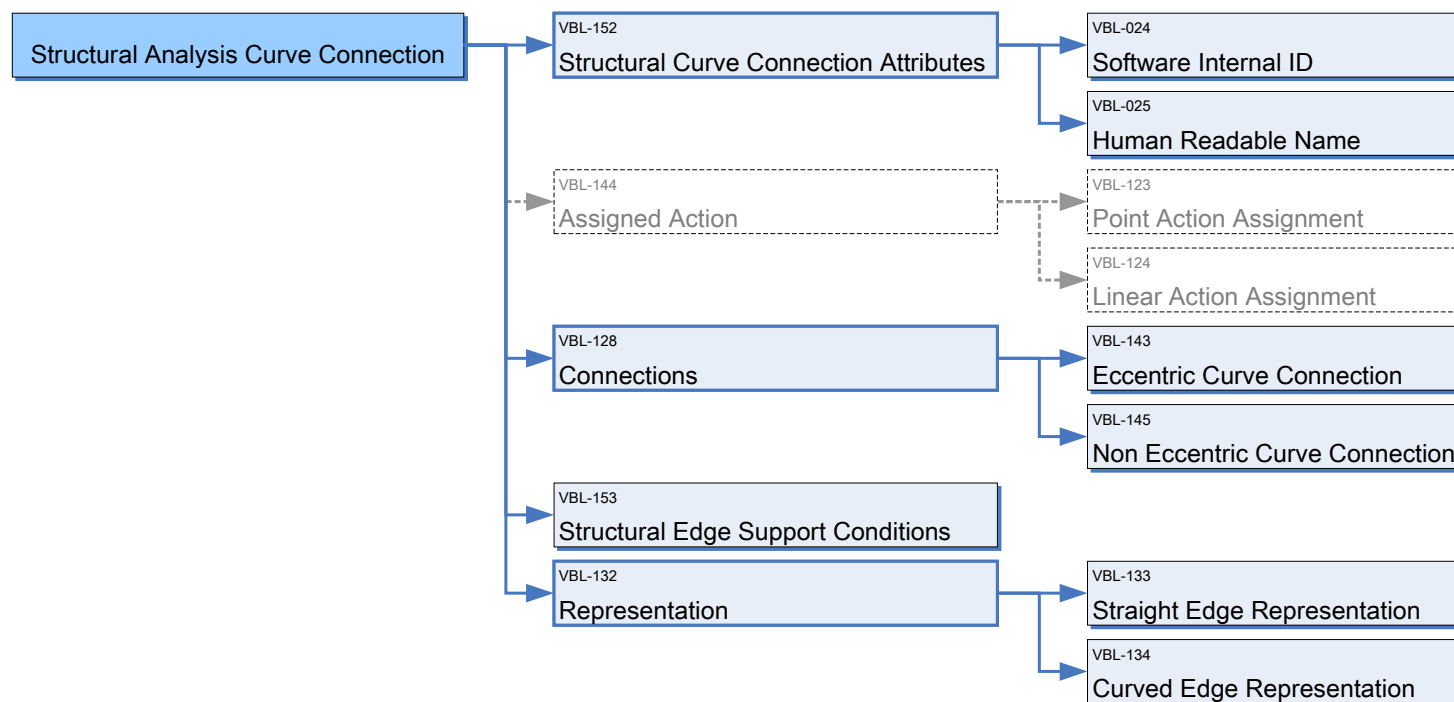 Structural Analysis Curve Connection
VBL-152
Structural Curve Connection Attributes
VBL-024
Software Internal ID
VBL-025
Human Readable Name
VBL-144
Assigned Action
VBL-123
Point Action Assignment
VBL-124
Linear Action Assignment
VBL-128
Connections
VBL-143
Eccentric Curve Connection
VBL-145
Non Eccentric Curve Connection
VBL-153
Structural Edge Support Conditions
VBL-132
Representation
VBL-133
Straight Edge Representation
VBL-134
Curved Edge Representation